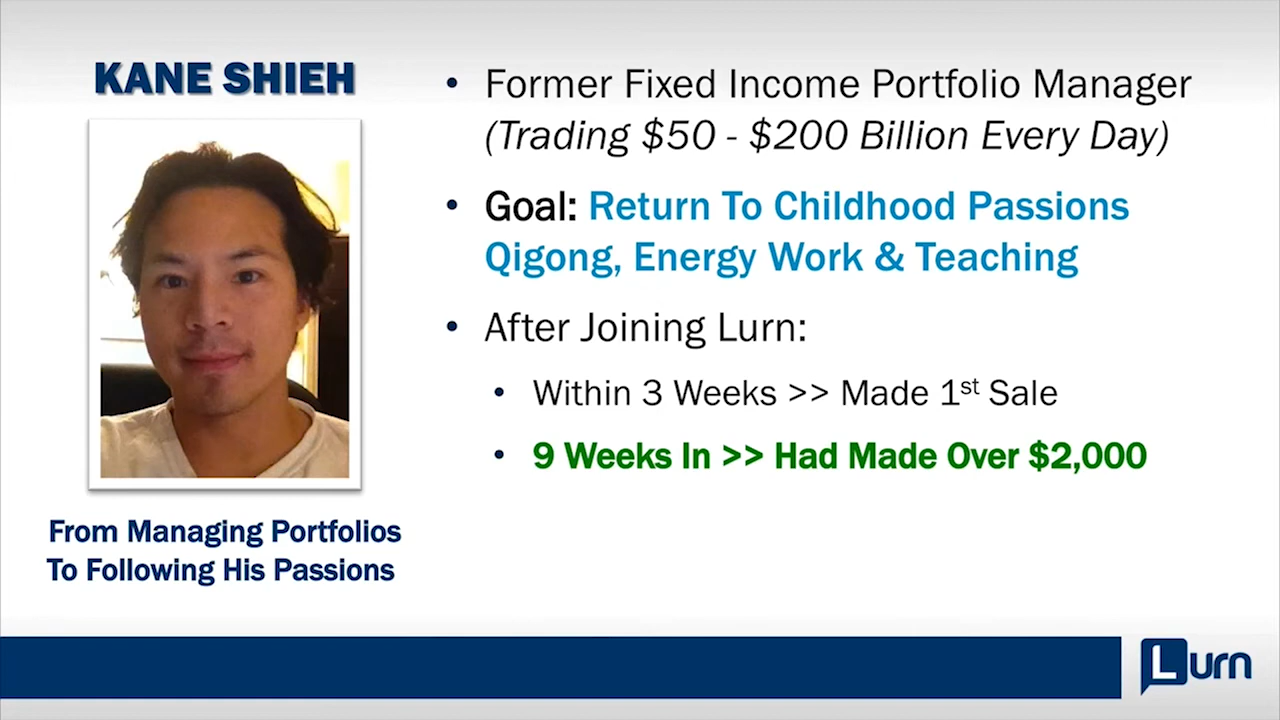 KANE SHIEH
From Managing Portfolios
To Following His Passions
• Former Fixed Income Portfolio Manager
(Trading $50 - $200 Billion Every Day)
• Goal: Return To Childhood Passions
Qigong, Energy Work & Teaching
• After Joining Lurn:
• Within 3 Weeks >> Made 1st Sale
• 9 Weeks In >> Had Made Over $2,000
Lurn